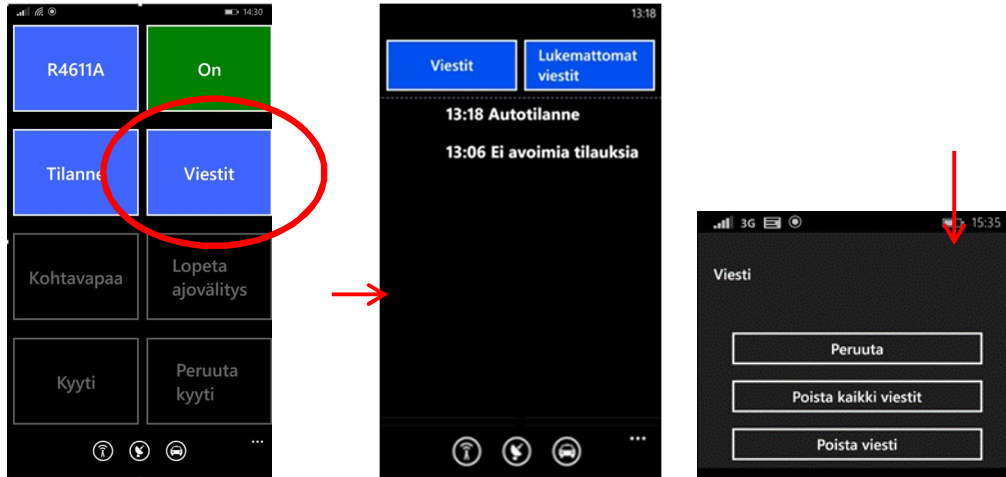 14:30
R4611A
On
Tilanne
Viestit
Kohtavapaa
Lopeta
ajovälitys
Kyyti
Peruuta
kyyti
...
13:18
Viestit
Lukemattomat
viestit
13:18 Autotilanne
13:06 Ei avoimia tilauksia
...
3G
15:35
Viesti
Peruuta
Poista kaikki viestit
Poista viesti